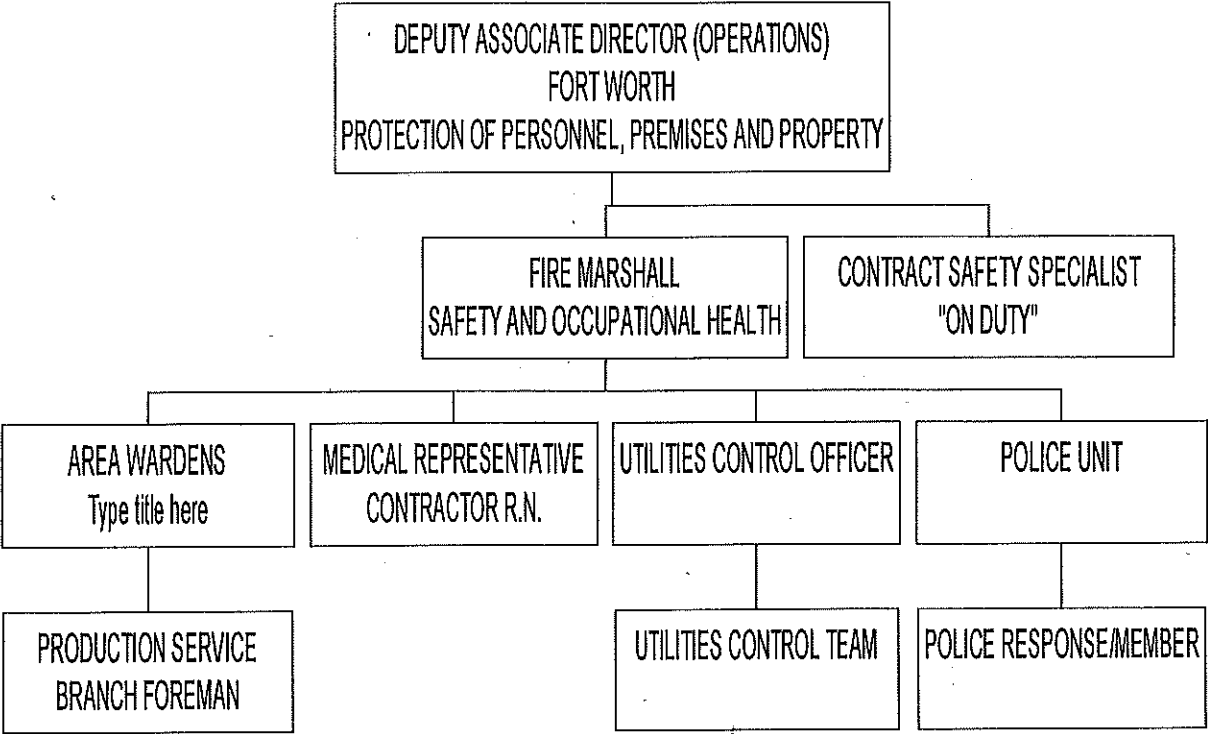 DEPUTY ASSOCIATE DIRECTOR (OPERATIONS)
FORT WORTH
PROTECTION OF PERSONNEL, PREMISES AND PROPERTY
FIRE MARSHALL
SAFETY AND OCCUPATIONAL HEALTH
CONTRACT SAFETY SPECIALIST
"ON DUTY"
AREA WARDENS
Type title here
MEDICAL REPRESENTATIVE
CONTRACTOR R.N.
UTILITIES CONTROL OFFICER
POLICE UNIT
PRODUCTION SERVICE
BRANCH FOREMAN
UTILITIES CONTROL TEAM
POLICE RESPONSE/MEMBER